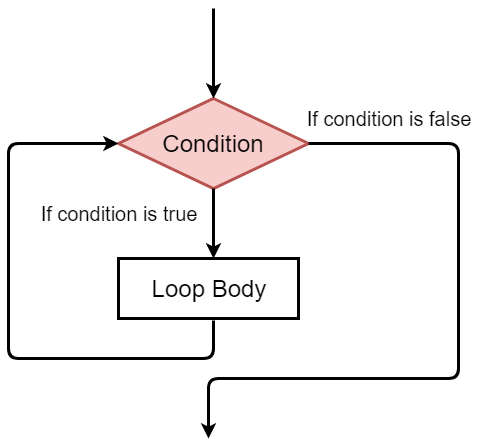 If condition is false
Condition
If condition is true
Loop Body